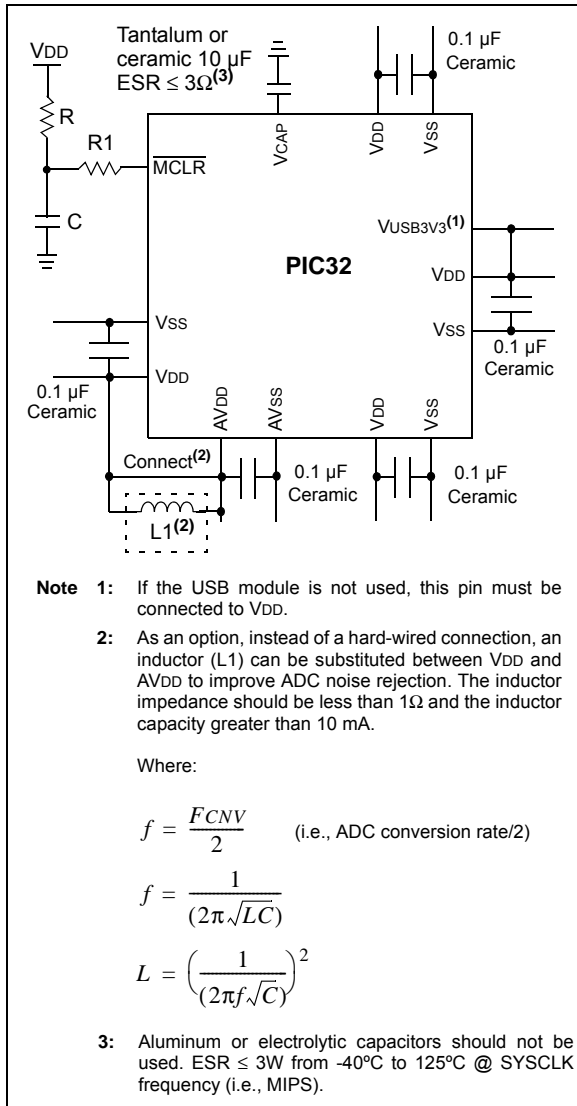 VDD
Tantalum or
ceramic 10 µF
ESR ≤ 3Ω(3)
0.1 µF
Ceramic
R
R1
C
MCLR
VCAP
VDD
VSS
VUSB3V3(1)
VDD
VSS
PIC32
0.1 µF
Ceramic
VSS
VDD
0.1 µF
Ceramic
AVDD
AVSS
VDD
VSS
Connect(2)
L1(2)
0.1 µF
Ceramic
0.1 µF
Ceramic
Note 1: If the USB module is not used, this pin must be
connected to VDD.
2: As an option, instead of a hard-wired connection, an
inductor (L1) can be substituted between VDD and
AVDD to improve ADC noise rejection. The inductor
impedance should be less than 1Ω and the inductor
capacity greater than 10 mA.
Where:
f = FCNV / 2 (i.e., ADC conversion rate/2)
f = 1 / (2π√LC)
L = (1 / (2πf√C))²
3: Aluminum or electrolytic capacitors should not be
used. ESR ≤ 3W from -40ºC to 125ºC @ SYSCLK
frequency (i.e., MIPS).